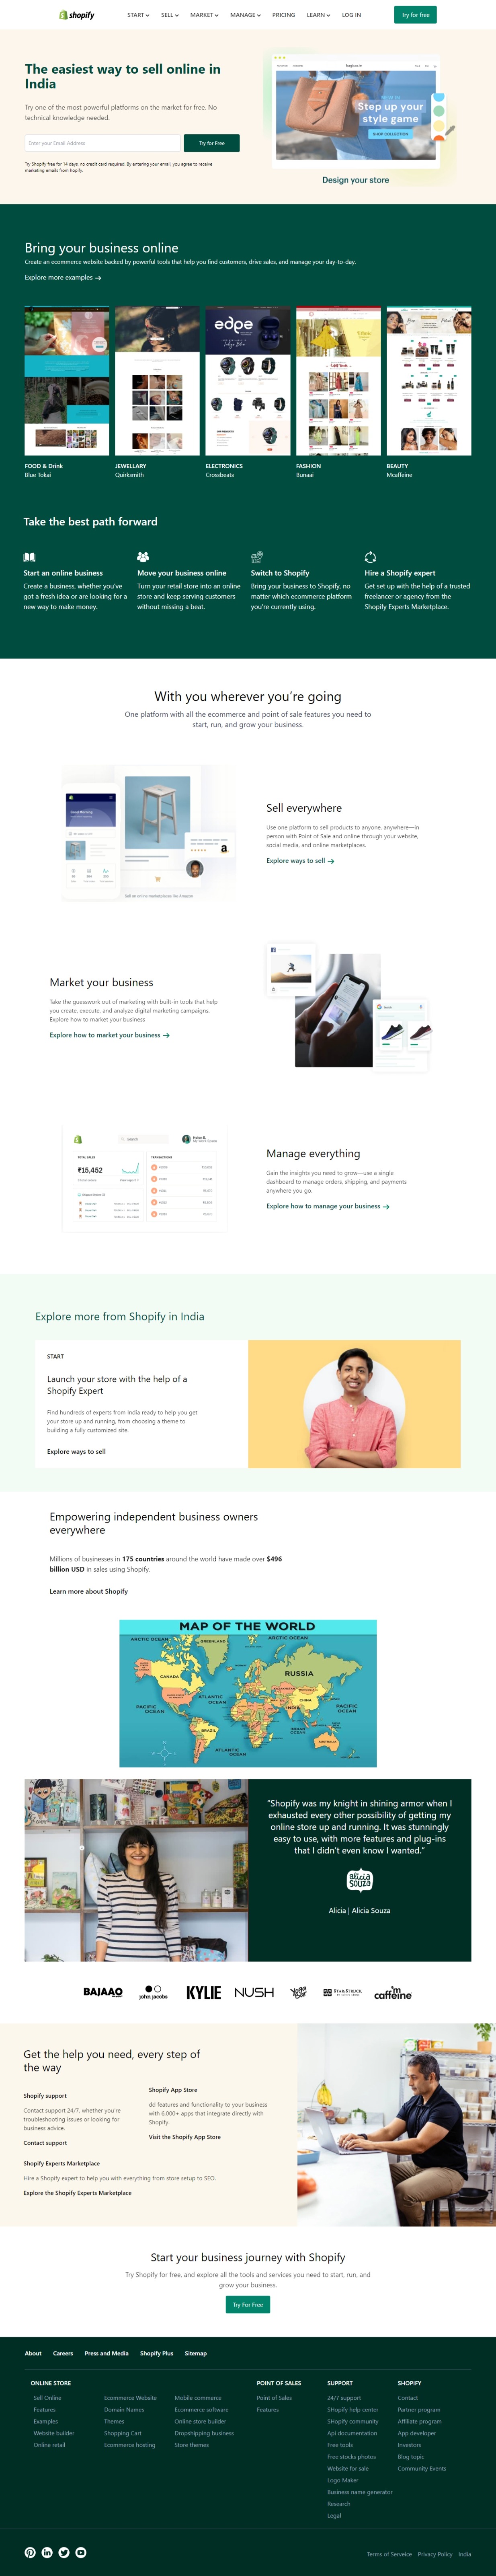 shopify
START SELL MARKET MANAGE PRICING LEARN LOG IN
Try for free
The easiest way to sell online in
India
Try one of the most powerful platforms on the market for free. No
technical knowledge needed.
Enter your Email Address
Try for Free
Try Shopify free for 14 days, no credit card required. By entering your email, you agree to receive
marketing emails from hopify.
Step up your
style game
SHOP COLLECTION
Design your store
Bring your business online
Create an ecommerce website backed by powerful tools that help you find customers, drive sales, and manage your day-to-day.
Explore more examples →
edge
FOOD & Drink
Blue Tokai
JEWELLARY
Quirksmith
ELECTRONICS
Crossbeats
FASHION
Bunaai
BEAUTY
Mcaffeine
Take the best path forward
Start an online business
Create a business, whether you've
got a fresh idea or are looking for a
new way to make money.
Move your business online
Turn your retail store into an online
store and keep serving customers
without missing a beat.
Switch to Shopify
Bring your business to Shopify, no
matter which ecommerce platform
you're currently using.
Hire a Shopify expert
Get set up with the help of a trusted
freelancer or agency from the
Shopify Experts Marketplace.
With you wherever you're going
One platform with all the ecommerce and point of sale features you need to
start, run, and grow your business.
Sell on online marketplaces like Amazon
Sell everywhere
Use one platform to sell products to anyone, anywhere—in
person with Point of Sale and online through your website,
social media, and online marketplaces.
Explore ways to sell →
Market your business
Take the guesswork out of marketing with built-in tools that help
you create, execute, and analyze digital marketing campaigns.
Explore how to market your business
Explore how to market your business →
Search
TOTAL SALES
₹15,452
TRANSACTIONS
Manage everything
Gain the insights you need to grow—use a single
dashboard to manage orders, shipping, and payments
anywhere you go.
Explore how to manage your business →
Explore more from Shopify in India
START
Launch your store with the help of a
Shopify Expert
Find hundreds of experts from India ready to help you get
your store up and running, from choosing a theme to
building a fully customized site.
Explore ways to sell
Empowering independent business owners
everywhere
Millions of businesses in 175 countries around the world have made over $496
billion USD in sales using Shopify.
Learn more about Shopify
MAP OF THE WORLD
ARCTIC OCEAN
GREENLAND
ARCTIC OCEAN
RUSSIA
CANADA
PACIFIC
OCEAN
ATLANTIC
OCEAN
CHINA
INDIA
PACIFIC
OCEAN
BRAZIL
INDIAN
OCEAN
AUSTRALIA
ATLANTIC
OCEAN
"Shopify was my knight in shining armor when I
exhausted every other possibility of getting my
online store up and running. It was stunningly
easy to use, with more features and plug-ins
that I didn't even know I wanted."
alicia
souza
Alicia | Alicia Souza
BAJAAO
john jacobs
KYLIE
NUSH
STARSTRUCK
m
caffeine
Get the help you need, every step of
the way
Shopify support
Contact support 24/7, whether you're
troubleshooting issues or looking for
business advice.
Contact support
Shopify App Store
dd features and functionality to your business
with 6,000+ apps that integrate directly with
Shopify.
Visit the Shopify App Store
Shopify Experts Marketplace
Hire a Shopify expert to help you with everything from store setup to SEO.
Explore the Shopify Experts Marketplace
Start your business journey with Shopify
Try Shopify for free, and explore all the tools and services you need to start, run, and
grow your business.
Try For Free
About Careers Press and Media Shopify Plus Sitemap
ONLINE STORE
Sell Online
Features
Examples
Website builder
Online retail
Ecommerce Website
Domain Names
Themes
Shopping Cart
Ecommerce hosting
Mobile commerce
Ecommerce software
Online store builder
Dropshipping business
Store themes
POINT OF SALES
Point of Sales
Features
SUPPORT
24/7 support
SHopify help center
SHopify community
Api documentation
Free tools
Free stocks photos
Website for sale
Logo Maker
Business name generator
Research
Legal
SHOPIFY
Contact
Partner program
Affiliate program
App developer
Investors
Blog topic
Community Events
Terms of Serveice Privacy Policy India